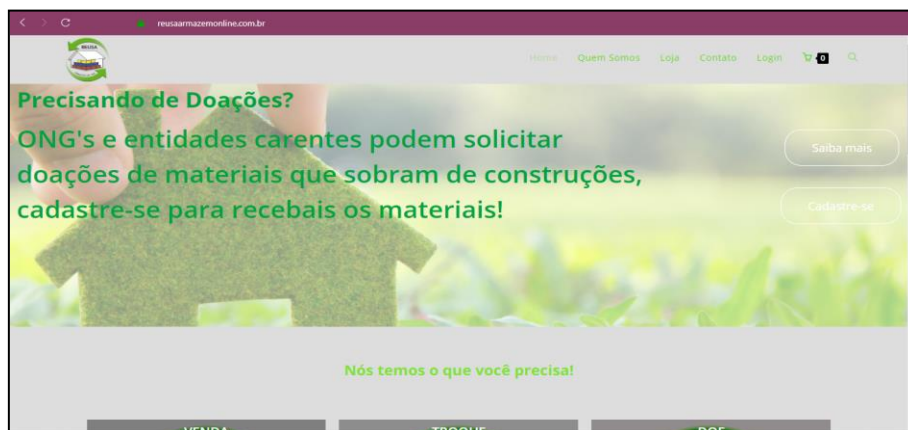 reusaarmazemonline.com.br
REUSA
Home Quem Somos Loja Contato Login 0
Precisando de Doações?
ONG's e entidades carentes podem solicitar
doações de materiais que sobram de construções,
cadastre-se para recebais os materiais!
Saiba mais
Cadastre-se
Nós temos o que você precisa!
VENDA TROQUE DOE